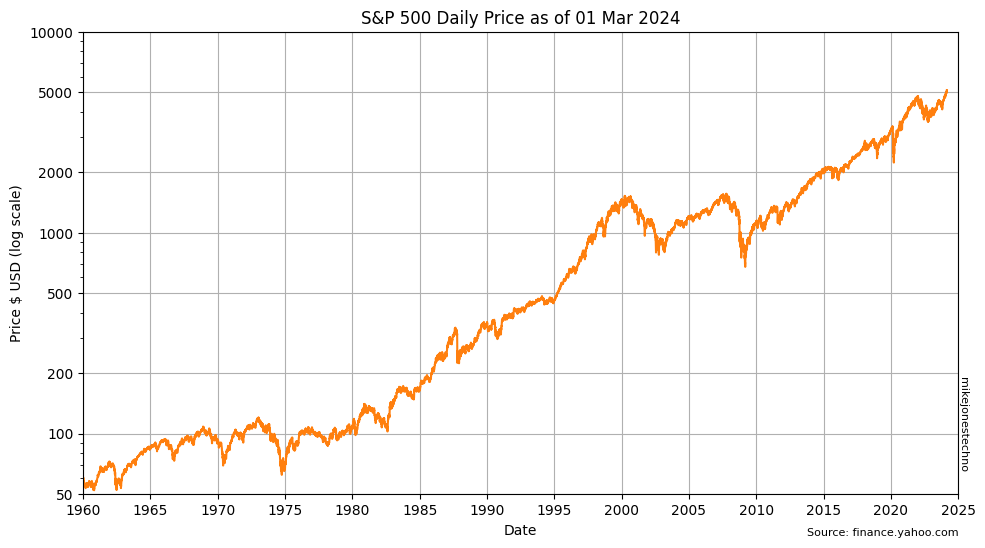 S&P 500 Daily Price as of 01 Mar 2024
Price $ USD (log scale)
10000
5000
2000
1000
500
200
100
50
1960 1965 1970 1975 1980 1985 1990 1995 2000 2005 2010 2015 2020 2025
Date
mikejonestechno
Source: finance.yahoo.com